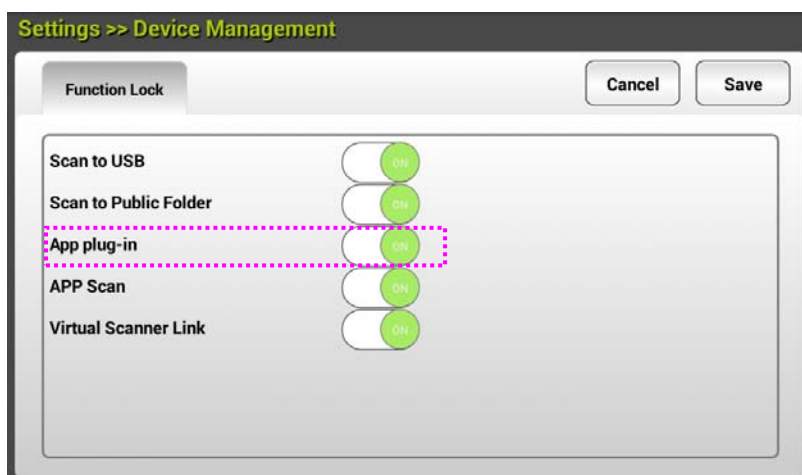 Settings >> Device Management
Function Lock
Cancel
Save
Scan to USB
ON
Scan to Public Folder
ON
App plug-in
ON
APP Scan
ON
Virtual Scanner Link
ON